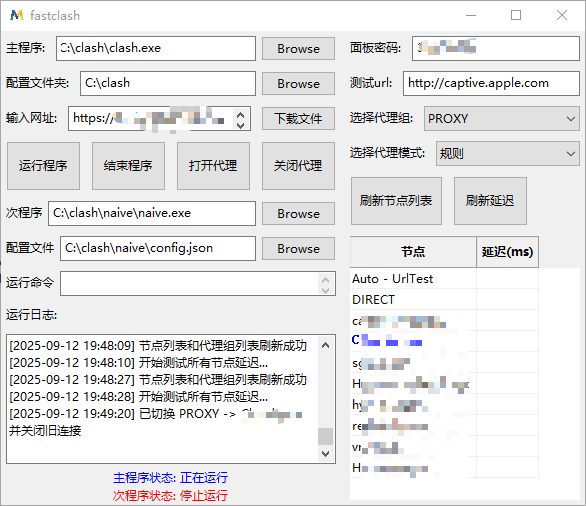 fastclash
主程序: C:\clash\clash.exe Browse
配置文件夹: C:\clash Browse
输入网址: https: 下载文件
运行程序 结束程序 打开代理 关闭代理
次程序 C:\clash\naive\naive.exe Browse
配置文件 C:\clash\naive\config.json Browse
运行命令
运行日志:
[2025-09-12 19:48:09] 节点列表和代理组列表刷新成功
[2025-09-12 19:48:10] 开始测试所有节点延迟...
[2025-09-12 19:48:27] 节点列表和代理组列表刷新成功
[2025-09-12 19:48:28] 开始测试所有节点延迟...
[2025-09-12 19:49:20] 已切换 PROXY ->
并关闭旧连接
主程序状态: 正在运行
次程序状态: 停止运行
面板密码:
测试url: http://captive.apple.com
选择代理组: PROXY
选择代理模式: 规则
刷新节点列表 刷新延迟
节点 延迟(ms)
Auto - UrlTest
DIRECT